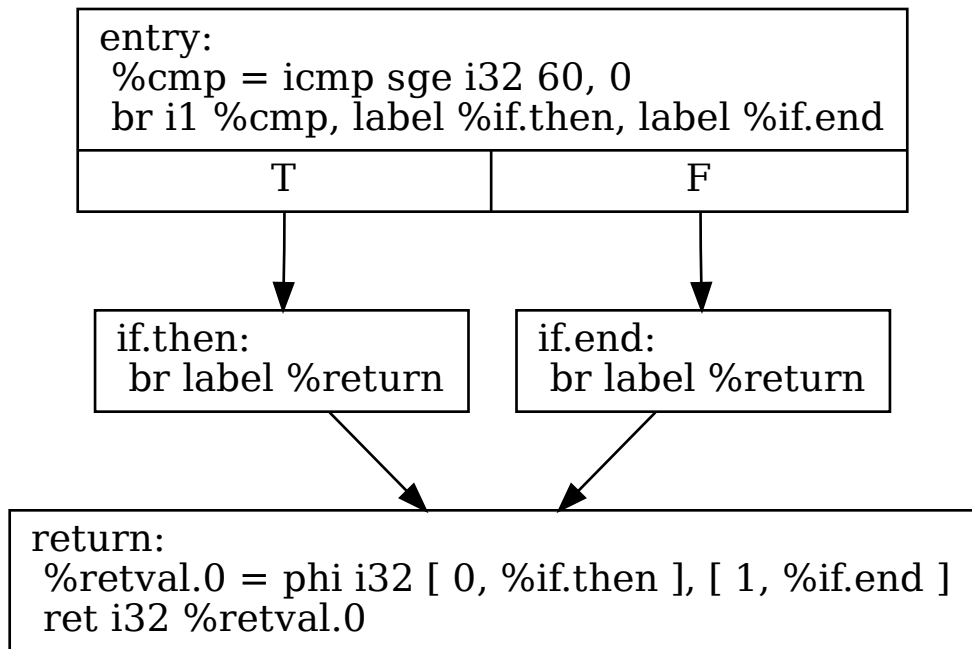 entry:
%cmp = icmp sge i32 60, 0
br i1 %cmp, label %if.then, label %if.end
T
F
if.then:
br label %return
if.end:
br label %return
return:
%retval.0 = phi i32 [ 0, %if.then ], [ 1, %if.end ]
ret i32 %retval.0